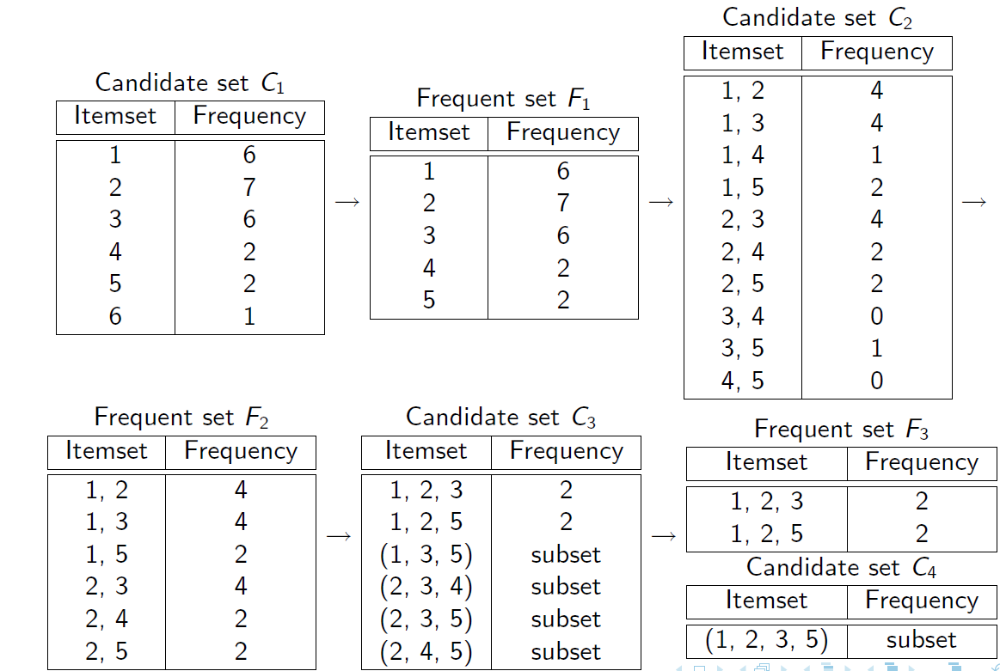 Candidate set C₁
Itemset Frequency
1 6
2 7
3 6
4 2
5 2
6 1
→
Frequent set F₁
Itemset Frequency
1 6
2 7
3 6
4 2
5 2
→
Candidate set C₂
Itemset Frequency
1, 2 4
1, 3 4
1, 4 1
1, 5 2
2, 3 4
2, 4 2
2, 5 2
3, 4 0
3, 5 1
4, 5 0
→
Frequent set F₂
Itemset Frequency
1, 2 4
1, 3 4
1, 5 2
2, 3 4
2, 4 2
2, 5 2
→
Candidate set C₃
Itemset Frequency
1, 2, 3 2
1, 2, 5 2
(1, 3, 5) subset
(2, 3, 4) subset
(2, 3, 5) subset
(2, 4, 5) subset
→
Frequent set F₃
Itemset Frequency
1, 2, 3 2
1, 2, 5 2
Candidate set C₄
Itemset Frequency
(1, 2, 3, 5) subset